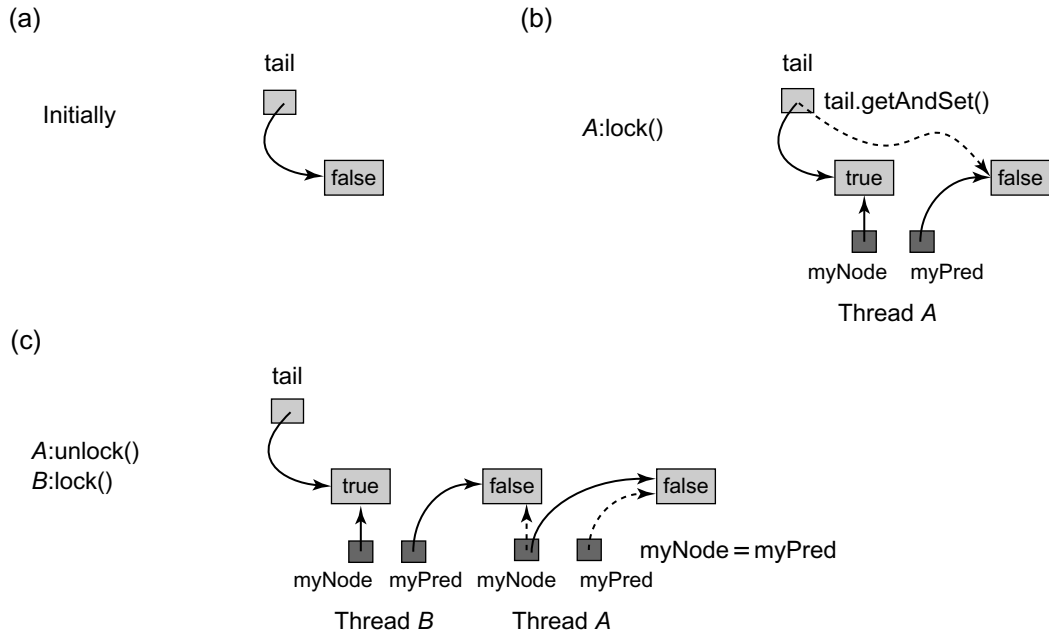 (a)
Initially
tail
false
(b)
A:lock()
tail
tail.getAndSet()
true
false
myNode
myPred
Thread A
(c)
A:unlock()
B:lock()
tail
true
false
false
myNode
myPred
myNode
myPred
myNode = myPred
Thread B
Thread A